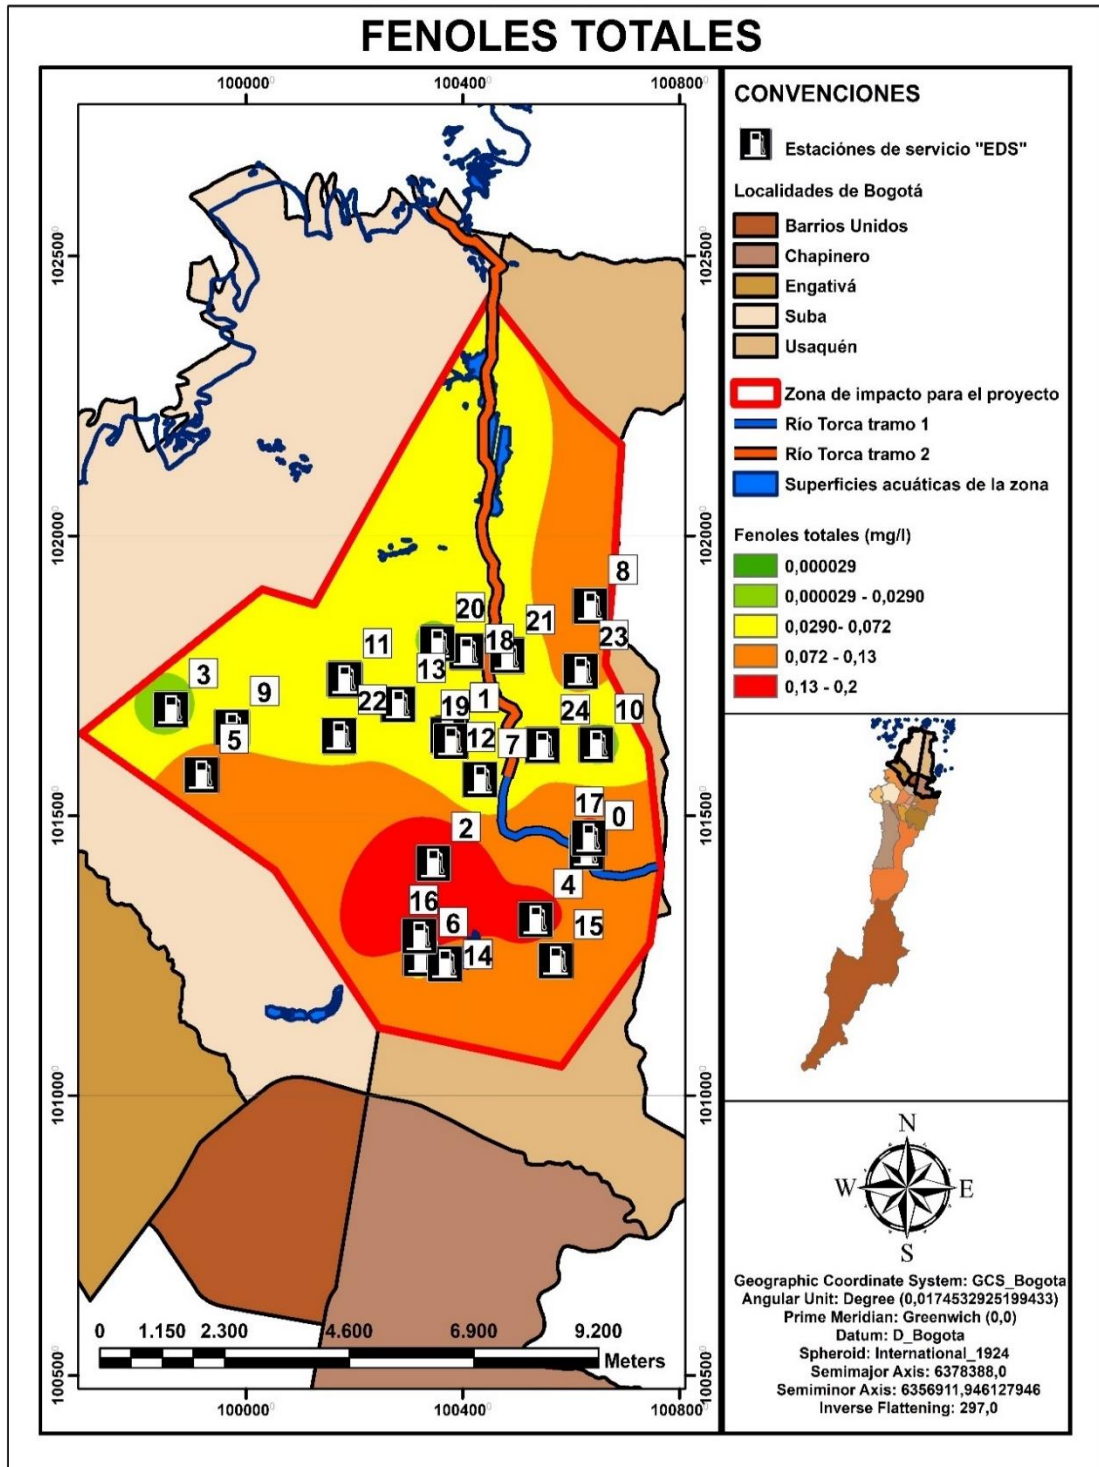 FENOLES TOTALES
100000
100400
100800
102500
102000
101500
101000
100500
102500
102000
101500
101000
100500
8
20
21
11
18
23
13
3
9
22
19
1
24
10
5
12
7
17
0
2
4
16
6
15
14
0
1.150
2.300
4.600
6.900
9.200
Meters
100000
100400
100800
CONVENCIONES
Estaciónes de servicio "EDS"
Localidades de Bogotá
Barrios Unidos
Chapinero
Engativá
Suba
Usaquén
Zona de impacto para el proyecto
Río Torca tramo 1
Río Torca tramo 2
Superficies acuáticas de la zona
Fenoles totales (mg/l)
0,000029
0,000029 - 0,0290
0,0290- 0,072
0,072 - 0,13
0,13 - 0,2
N
W
E
S
Geographic Coordinate System: GCS_Bogota
Angular Unit: Degree (0,0174532925199433)
Prime Meridian: Greenwich (0,0)
Datum: D_Bogota
Spheroid: International_1924
Semimajor Axis: 6378388,0
Semiminor Axis: 6356911,946127946
Inverse Flattening: 297,0